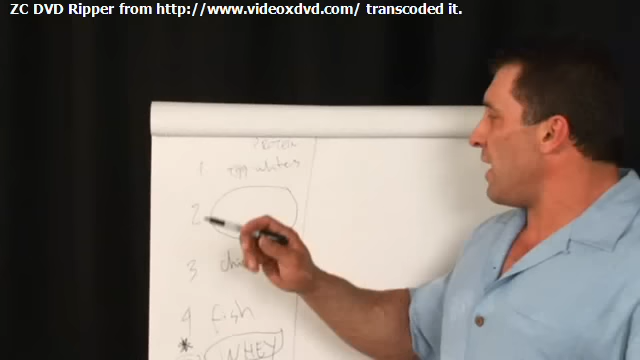 ZC DVD Ripper from http://www.videoxdvd.com/ transcoded it.
PROTEIN
1 egg whites
2
3
4 fish
* WHEY